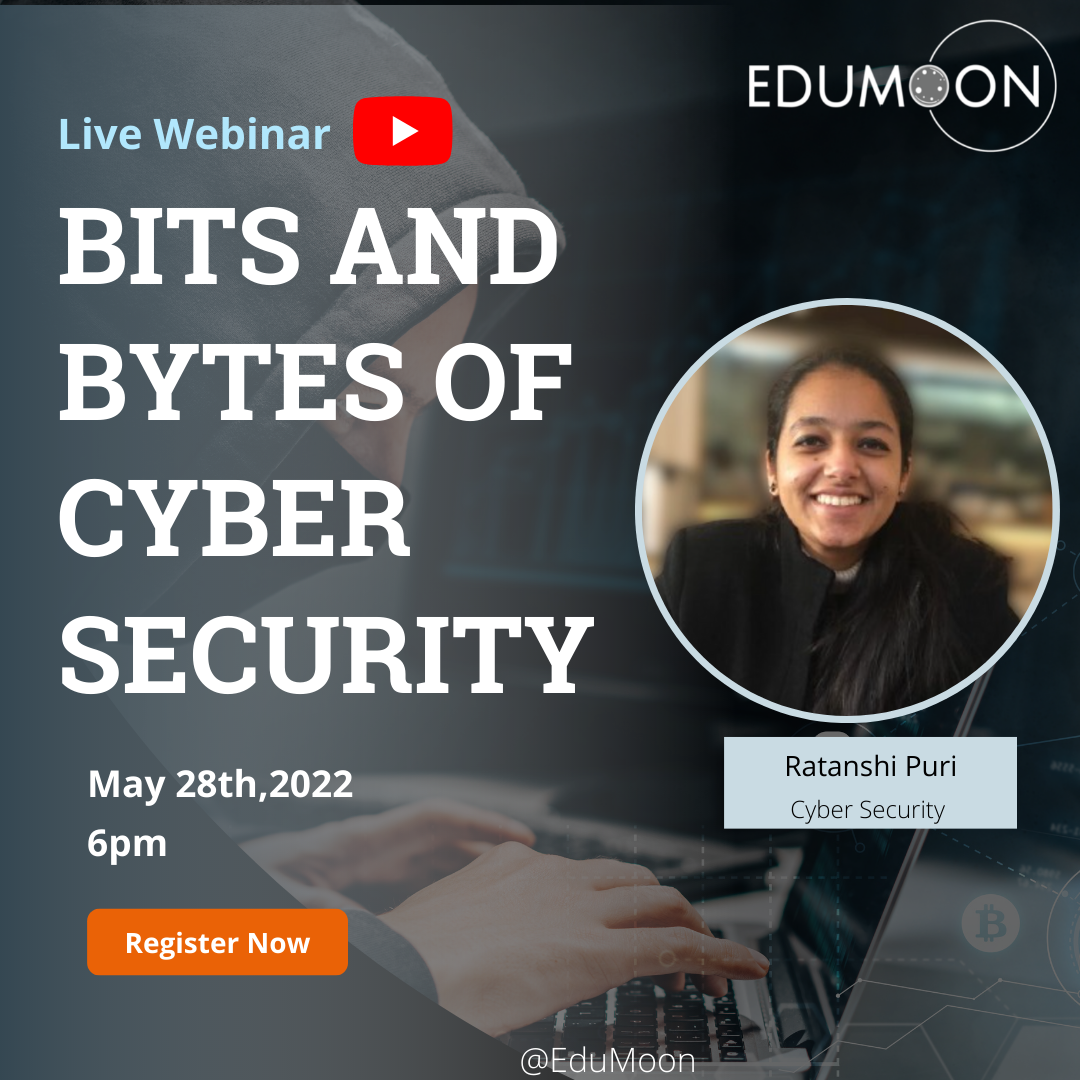 EDUMOON
Live Webinar
BITS AND
BYTES OF
CYBER
SECURITY
Ratanshi Puri
Cyber Security
May 28th,2022
6pm
Register Now
@EduMoon